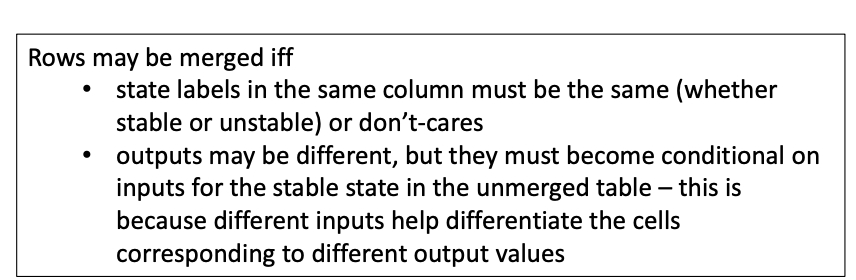 Rows may be merged iff
• state labels in the same column must be the same (whether
stable or unstable) or don’t-cares
• outputs may be different, but they must become conditional on
inputs for the stable state in the unmerged table – this is
because different inputs help differentiate the cells
corresponding to different output values